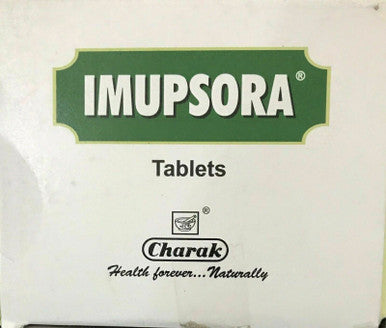 IMUPSORA®
Tablets
®
Charak
Health forever...Naturally